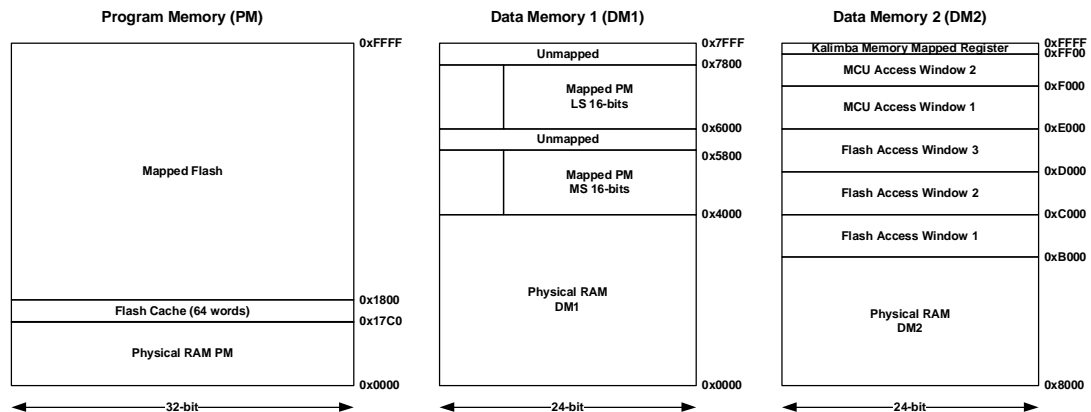 Program Memory (PM)
0xFFFF
Mapped Flash
0x1800
Flash Cache (64 words)
0x17C0
Physical RAM PM
0x0000
32-bit
Data Memory 1 (DM1)
0x7FFF
Unmapped
0x7800
Mapped PM
LS 16-bits
0x6000
Unmapped
0x5800
Mapped PM
MS 16-bits
0x4000
Physical RAM
DM1
0x0000
24-bit
Data Memory 2 (DM2)
0xFFFF
Kalimba Memory Mapped Register
0xFF00
MCU Access Window 2
0xF000
MCU Access Window 1
0xE000
Flash Access Window 3
0xD000
Flash Access Window 2
0xC000
Flash Access Window 1
0xB000
Physical RAM
DM2
0x8000
24-bit